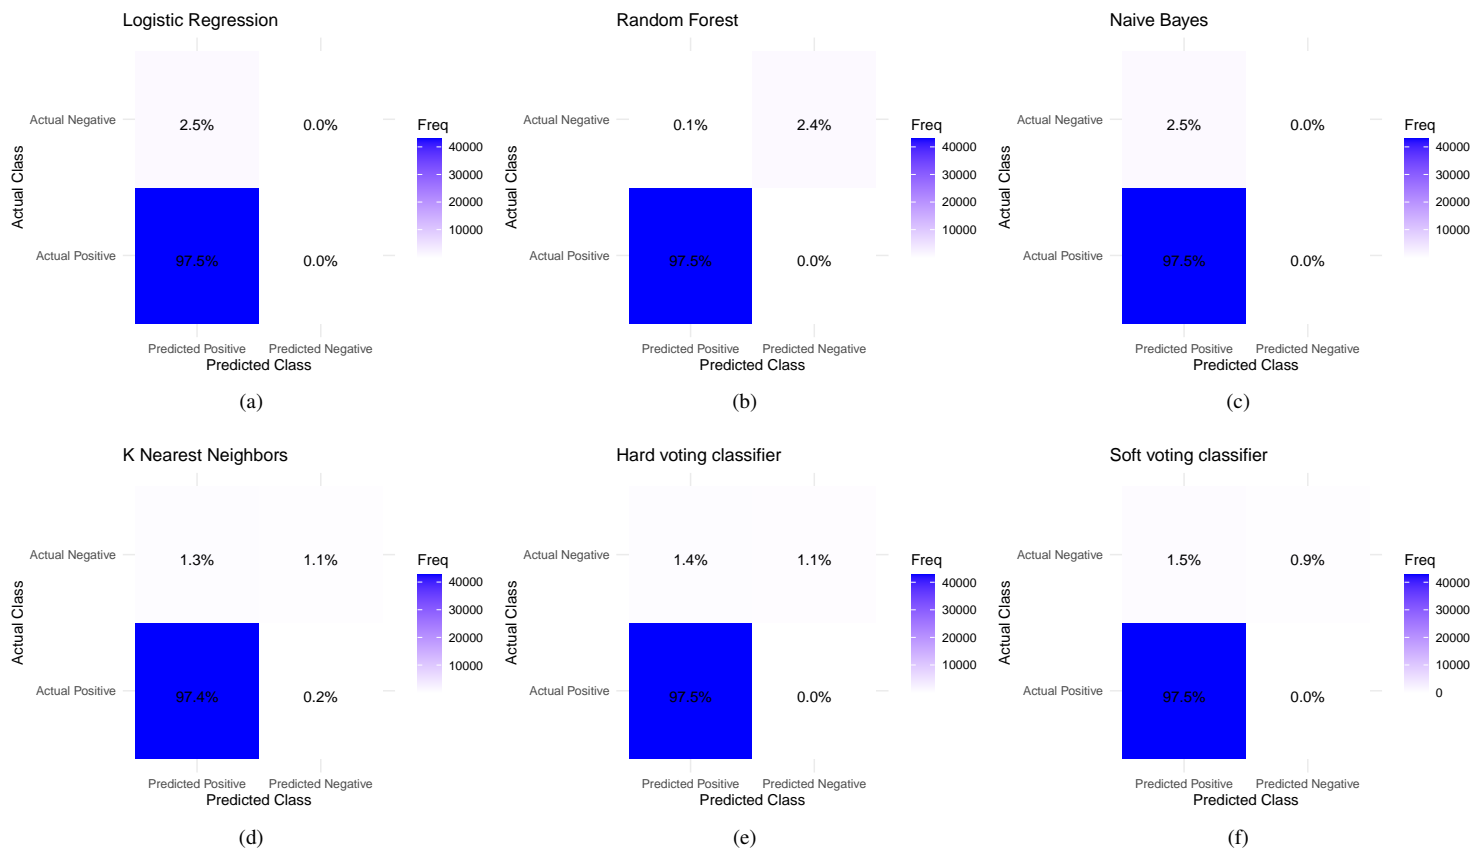 Logistic Regression
Actual Negative
2.5%
0.0%
Actual Positive
97.5%
0.0%
Actual Class
Predicted Positive
Predicted Negative
Predicted Class
Freq
40000
30000
20000
10000
(a)
Random Forest
Actual Negative
0.1%
2.4%
Actual Positive
97.5%
0.0%
Actual Class
Predicted Positive
Predicted Negative
Predicted Class
Freq
40000
30000
20000
10000
(b)
Naive Bayes
Actual Negative
2.5%
0.0%
Actual Positive
97.5%
0.0%
Actual Class
Predicted Positive
Predicted Negative
Predicted Class
Freq
40000
30000
20000
10000
(c)
K Nearest Neighbors
Actual Negative
1.3%
1.1%
Actual Positive
97.4%
0.2%
Actual Class
Predicted Positive
Predicted Negative
Predicted Class
Freq
40000
30000
20000
10000
(d)
Hard voting classifier
Actual Negative
1.4%
1.1%
Actual Positive
97.5%
0.0%
Actual Class
Predicted Positive
Predicted Negative
Predicted Class
Freq
40000
30000
20000
10000
(e)
Soft voting classifier
Actual Negative
1.5%
0.9%
Actual Positive
97.5%
0.0%
Actual Class
Predicted Positive
Predicted Negative
Predicted Class
Freq
40000
30000
20000
10000
0
(f)